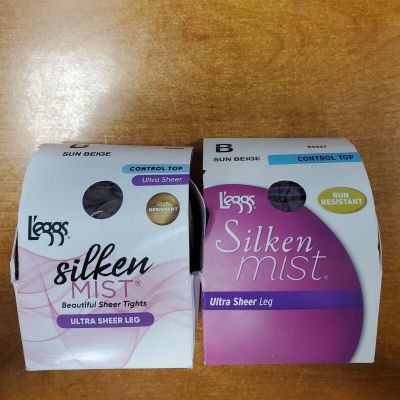 SUN BEIGE
CONTROL TOP
Ultra Sheer
RUN
RESISTANT
L'eggs
silken
MIST®
Beautiful Sheer Tights
ULTRA SHEER LEG
B
SUN BEIGE
CONTROL TOP
L'eggs
RUN
RESISTANT
Silken
mist®
Ultra Sheer Leg